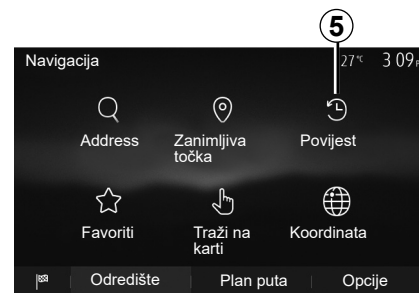 5
Navigacija 27°C 3 09
Address Zanimljiva točka Povijest
Favoriti Traži na karti Koordinata
Odredište Plan puta Opcije